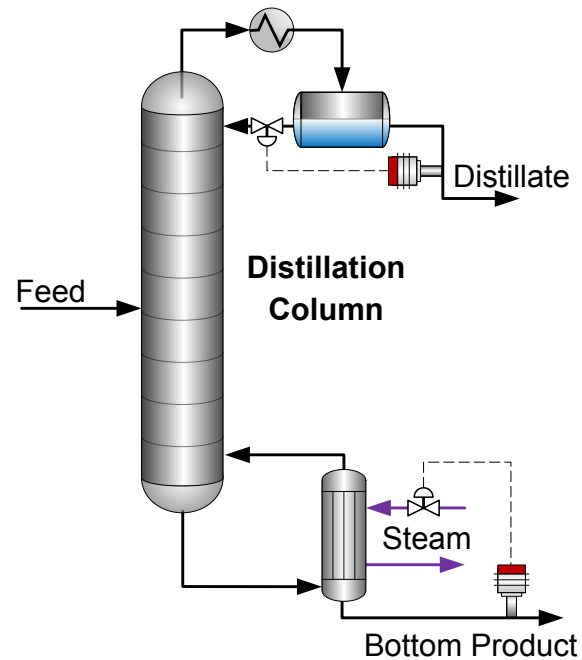 Distillate
Distillation
Column
Feed
Steam
Bottom Product